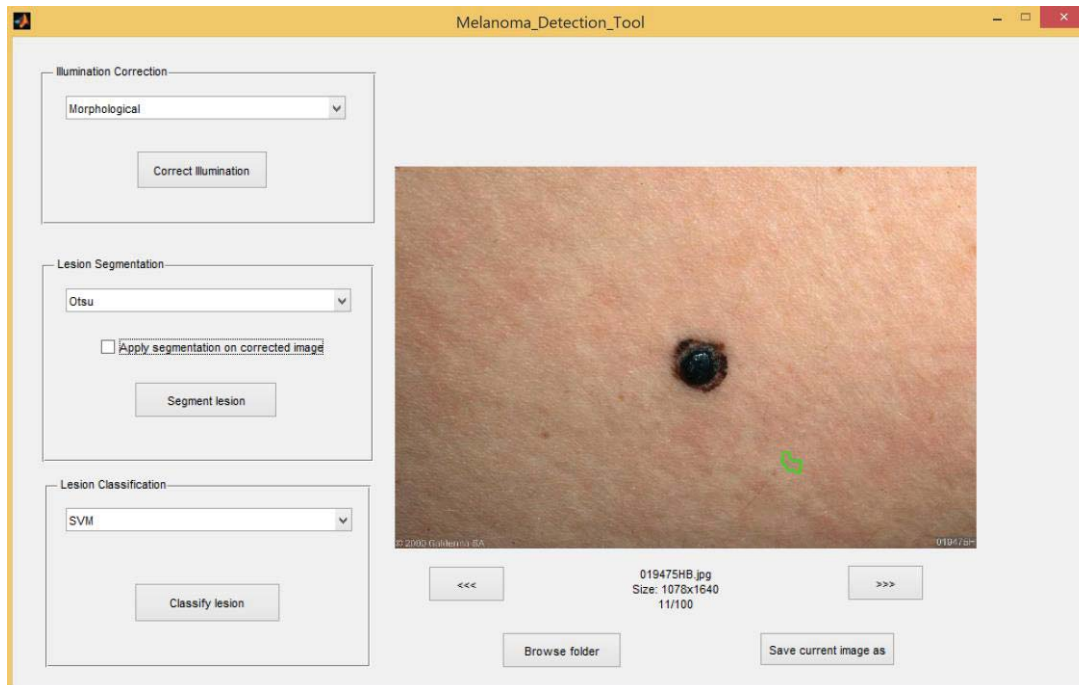 Melanoma_Detection_Tool
Illumination Correction
Morphological
Correct Illumination
Lesion Segmentation
Otsu
Apply segmentation on corrected image
Segment lesion
Lesion Classification
SVM
Classify lesion
019475H
<<<
019475HB.jpg
Size: 1078x1640
11/100
>>>
Browse folder
Save current image as